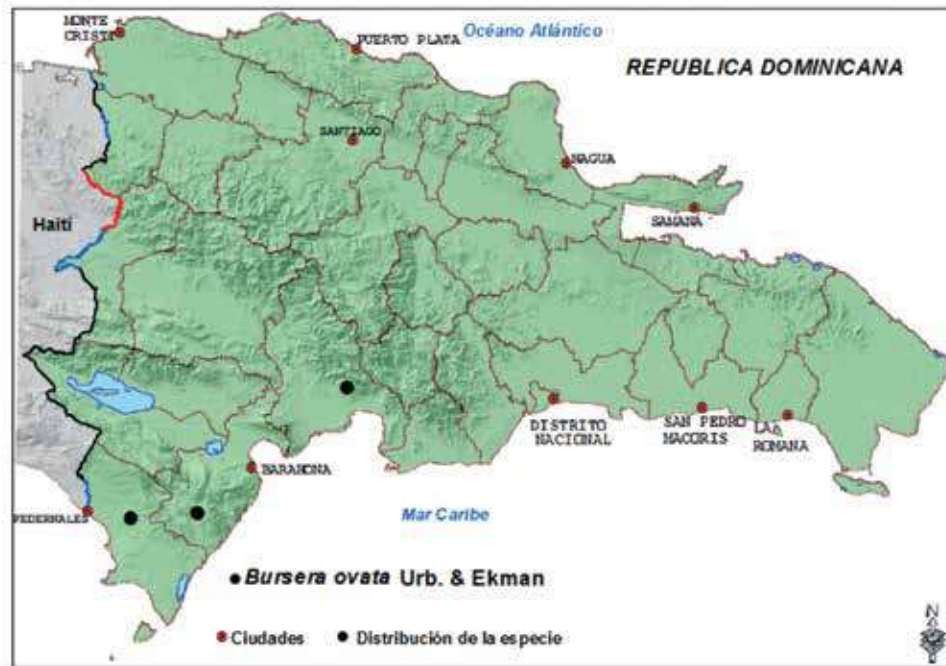 MONTE
CRISTI
PUERTO PLATA
Océano Atlántico
REPUBLICA DOMINICANA
SANTIAGO
NAGUA
SAMANA
Haití
DISTRITO
NACIONAL
SAN PEDRO
MACORIS
LA
ROMANA
BARAHONA
PEDERNALES
Mar Caribe
Bursera ovata Urb. & Ekman
Ciudades
Distribución de la especie
N